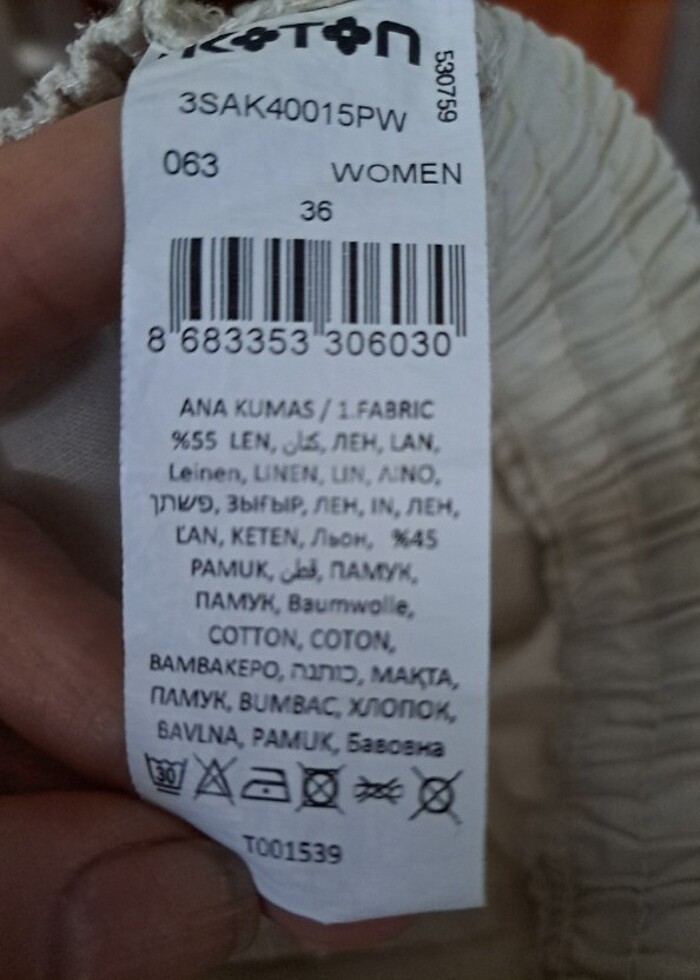 KOTON
530759
3SAK40015PW
063 WOMEN
36
8 683353 306030
ANA KUMAS / 1.FABRIC
%55 LEN, كتان, ЛЕН, LAN,
Leinen, LINEN, LIN, ΛΙΝΟ,
פשתן, ЗЫҒЫР, ЛЕН, IN, ЛЕН,
ĽAN, KETEN, Льон, %45
PAMUK, قطن, ПАМУК,
ПАМУК, Baumwolle,
COTTON, COTON,
BAMBAKEPO, כותנה, МАҚТА,
ПАМУК, BUMBAC, ХЛОПОК,
BAVLNA, PAMUK, Бавовна
30
T001539